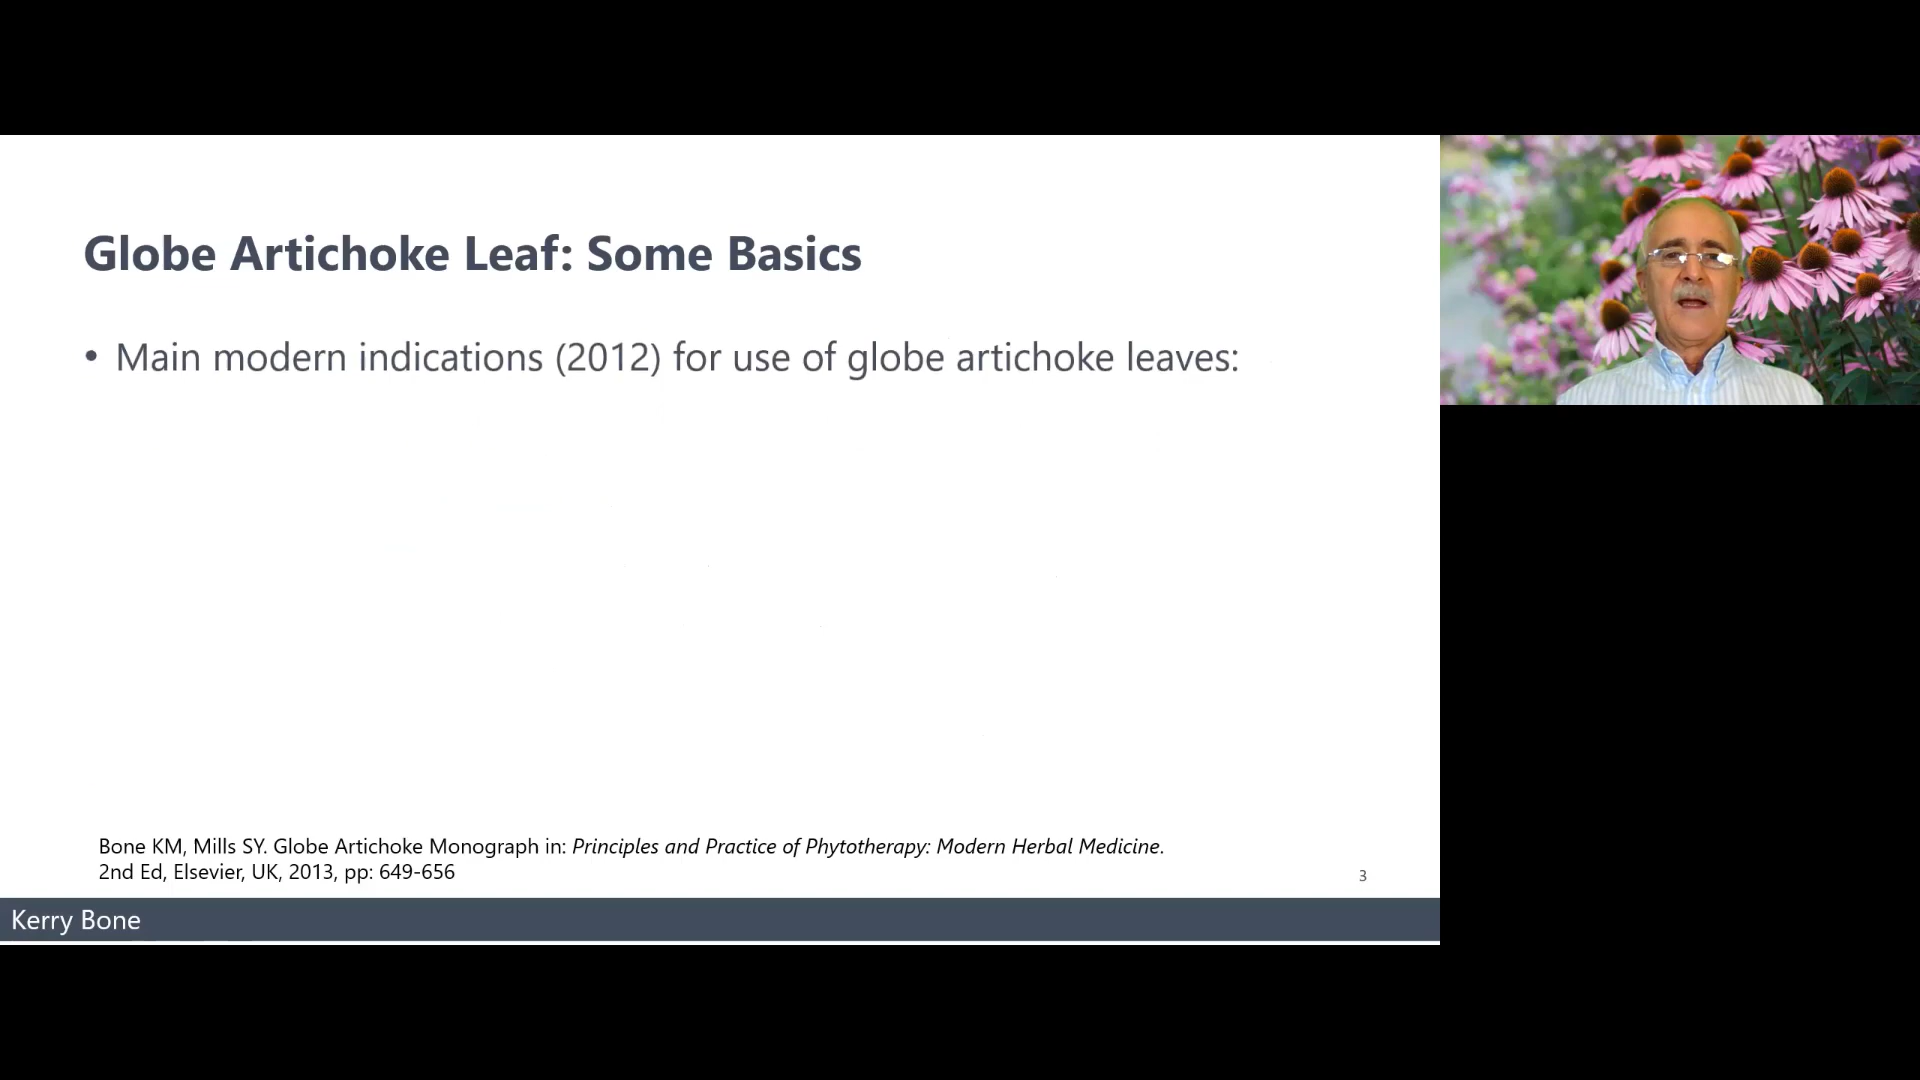 Globe Artichoke Leaf: Some Basics
• Main modern indications (2012) for use of globe artichoke leaves:
Bone KM, Mills SY. Globe Artichoke Monograph in: Principles and Practice of Phytotherapy: Modern Herbal Medicine.
2nd Ed, Elsevier, UK, 2013, pp: 649-656
3
Kerry Bone